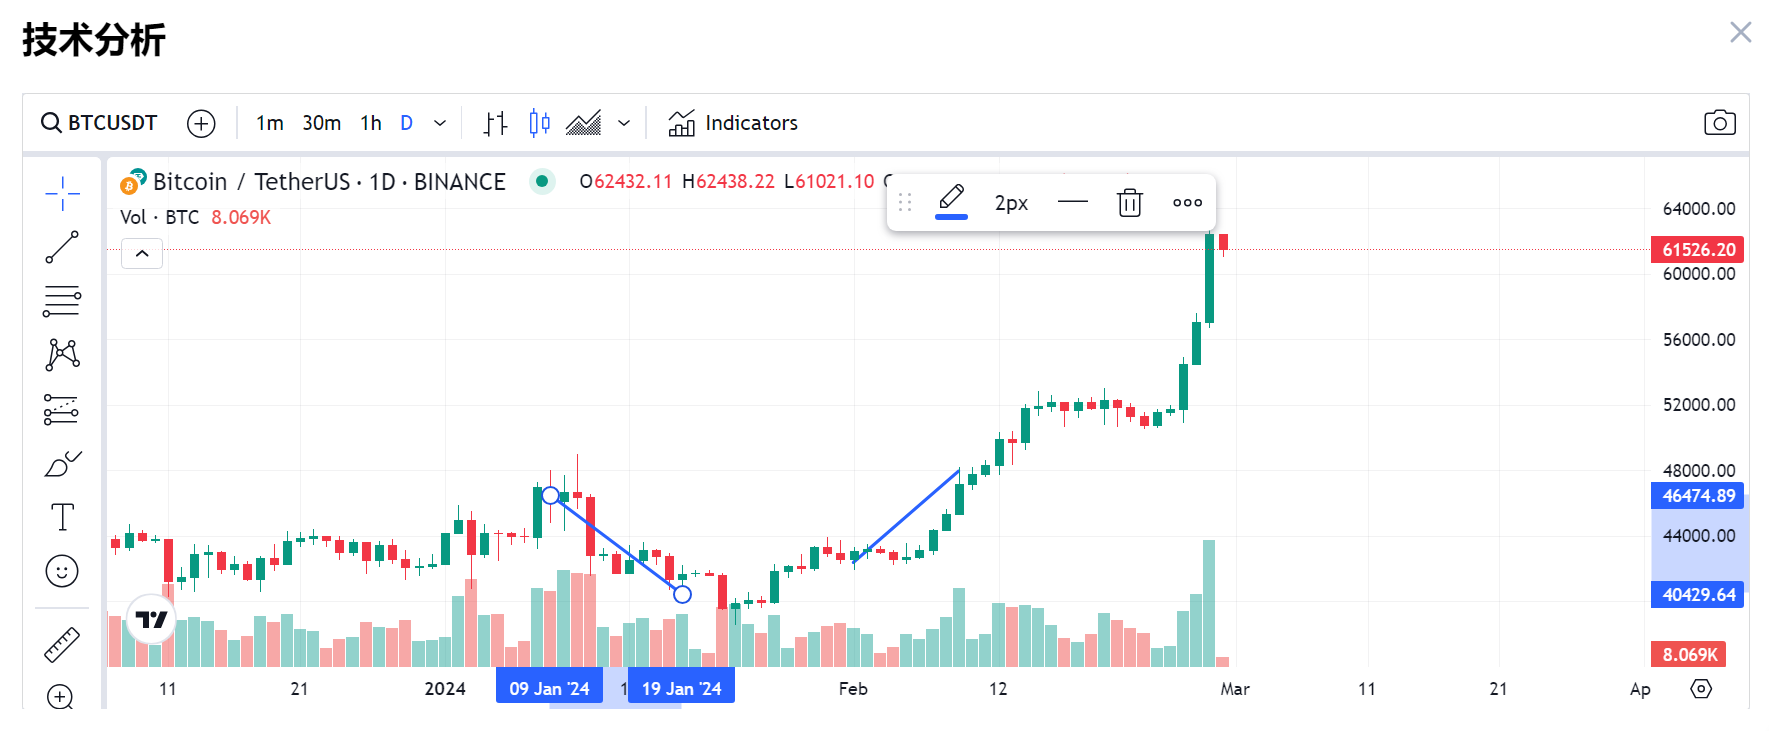 技术分析
BTCUSDT 1m 30m 1h D Indicators
Bitcoin / TetherUS · 1D · BINANCE O62432.11 H62438.22 L61021.10
Vol · BTC 8.069K
2px
64000.00
61526.20
60000.00
56000.00
52000.00
48000.00
46474.89
44000.00
40429.64
8.069K
T
11 21 2024 09 Jan '24 19 Jan '24 Feb 12 Mar 11 21 Ap